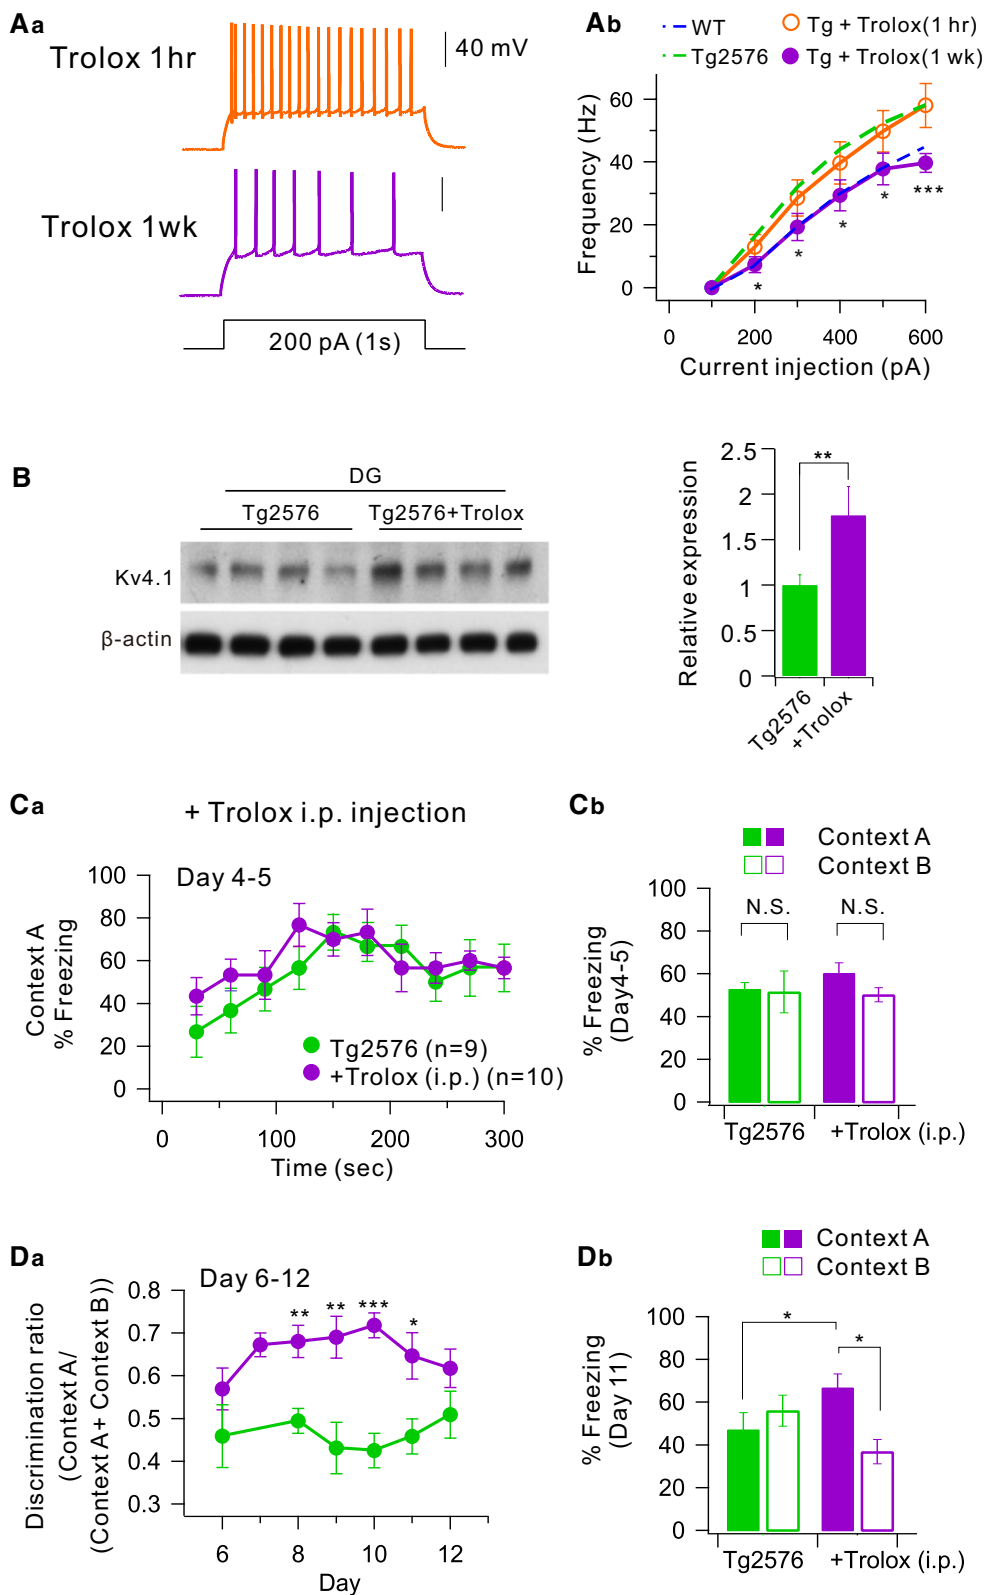 Aa
Trolox 1hr
40 mV
Trolox 1wk
200 pA (1s)
Ab
WT
Tg2576
Tg + Trolox(1 hr)
Tg + Trolox(1 wk)
Frequency (Hz)
60
40
20
0
*
*
*
*
***
0
200
400
600
Current injection (pA)
B
DG
Tg2576
Tg2576+Trolox
Kv4.1
β-actin
Relative expression
2.5
2
1.5
1
0.5
0
**
Tg2576
+Trolox
Ca
+ Trolox i.p. injection
Day 4-5
Context A
% Freezing
100
80
60
40
20
0
Tg2576 (n=9)
+Trolox (i.p.) (n=10)
0
100
200
300
Time (sec)
Cb
Context A
Context B
% Freezing
(Day4-5)
100
80
60
40
20
0
N.S.
N.S.
Tg2576
+Trolox (i.p.)
Da
Day 6-12
Discrimination ratio
(Context A/
(Context A+ Context B))
0.8
0.7
0.6
0.5
0.4
0.3
**
**
***
*
6
8
10
12
Day
Db
Context A
Context B
% Freezing
(Day 11)
100
80
60
40
20
0
*
*
Tg2576
+Trolox (i.p.)